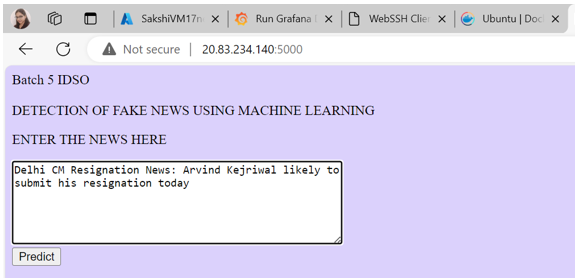 SakshiVM17n
Run Grafana
WebSSH Clien
Ubuntu | Doc
Not secure | 20.83.234.140:5000
Batch 5 IDSO
DETECTION OF FAKE NEWS USING MACHINE LEARNING
ENTER THE NEWS HERE
Delhi CM Resignation News: Arvind Kejriwal likely to
submit his resignation today
Predict